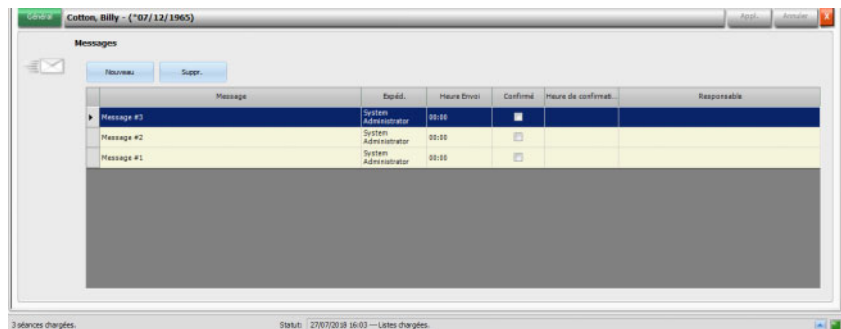 Général Cotton, Billy - (*07/12/1965) Appl. Annuler X
Messages
Nouveau Suppr.
Message Expéd. Heure Envoi Confirmé Heure de confirmati... Responsable
Message #3 System Administrator 00:00
Message #2 System Administrator 00:00
Message #1 System Administrator 00:00
3 séances chargées. Statut: 27/07/2018 16:03 --- Listes chargées.